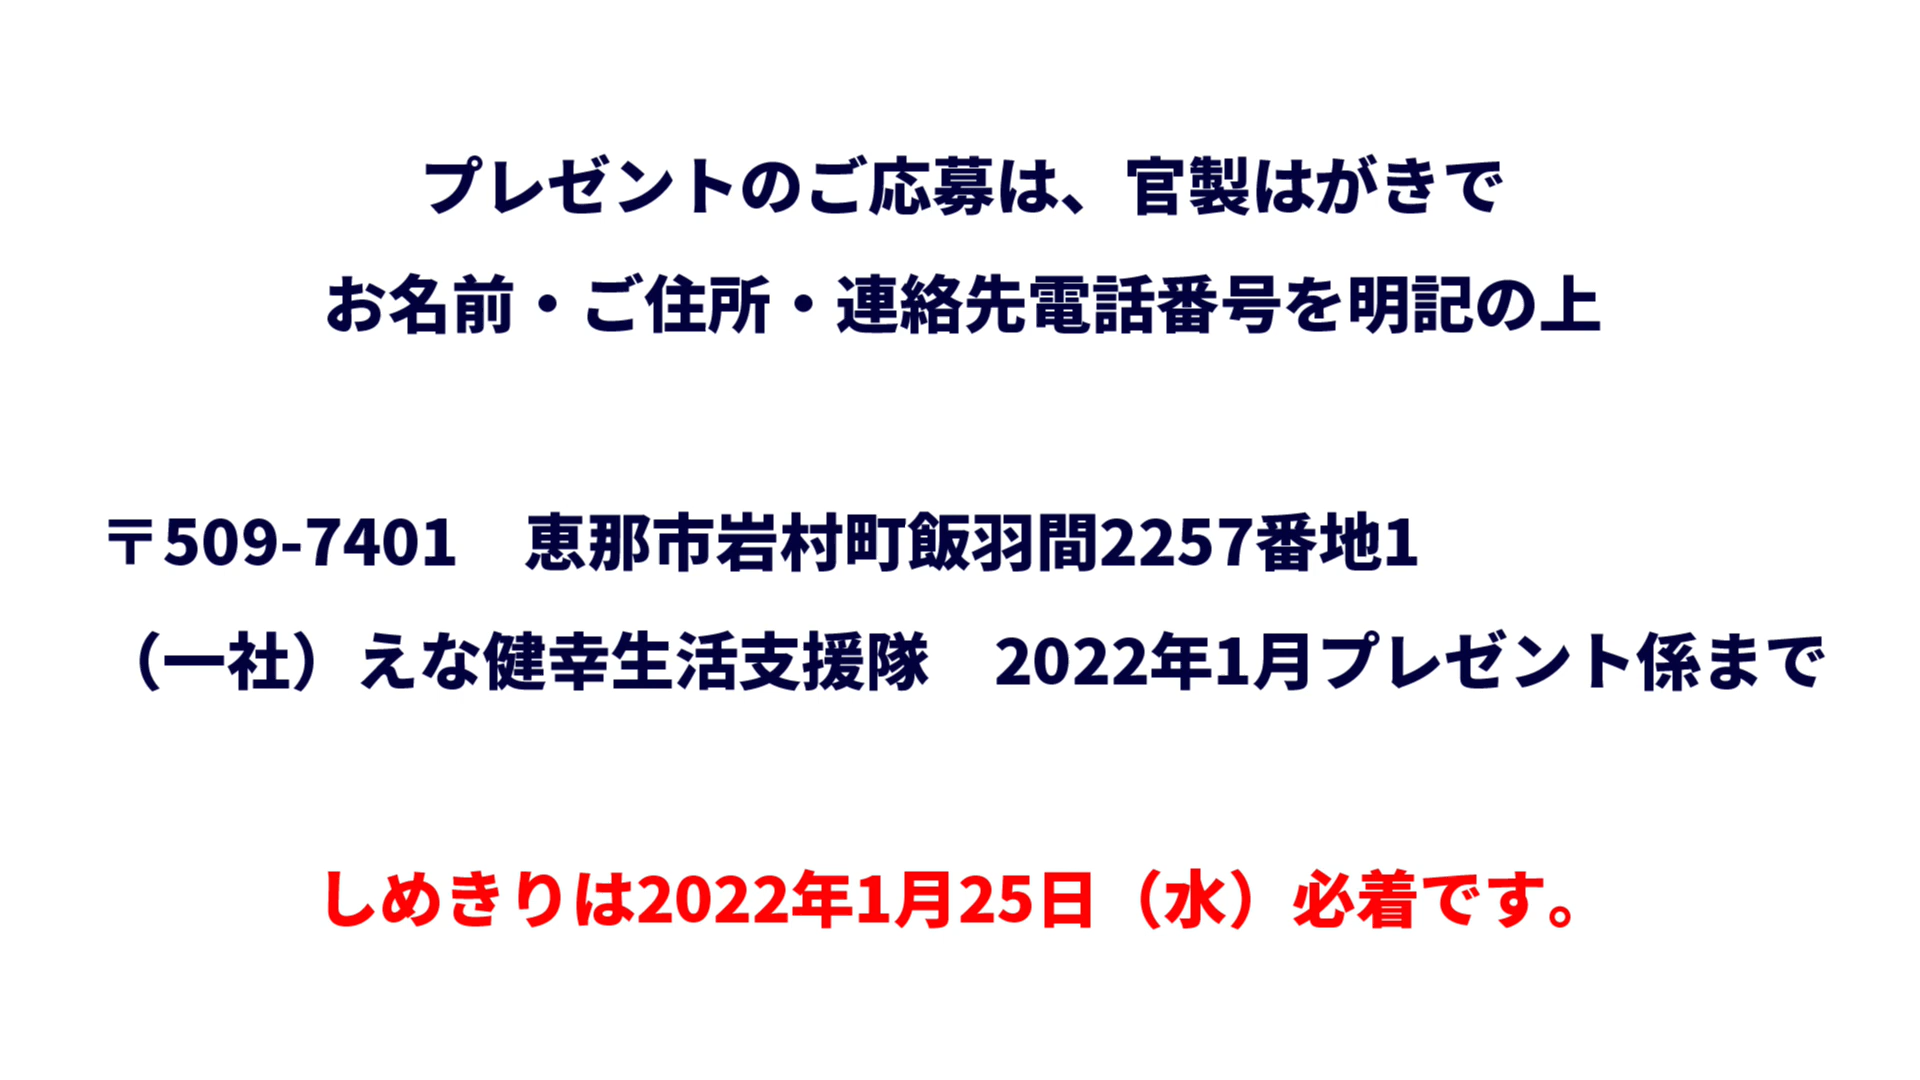 プレゼントのご応募は、官製はがきで
お名前・ご住所・連絡先電話番号を明記の上
〒509-7401　恵那市岩村町飯羽間2257番地1
（一社）えな健幸生活支援隊　2022年1月プレゼント係まで
しめきりは2022年1月25日（水）必着です。